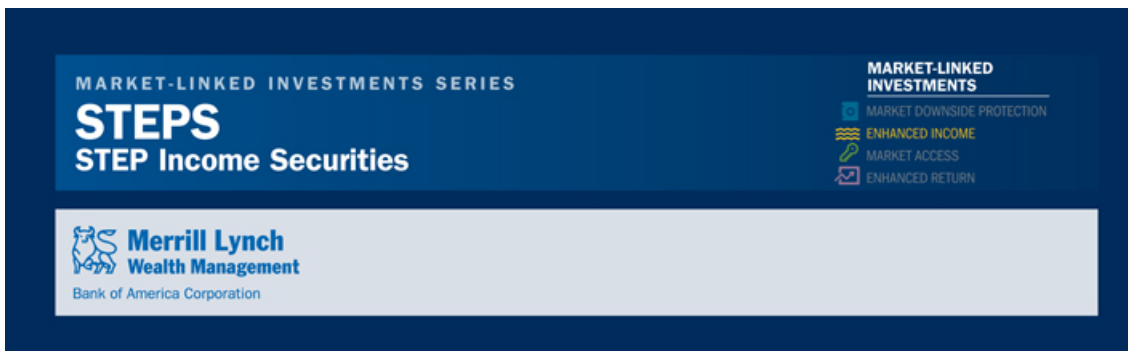 MARKET-LINKED INVESTMENTS SERIES
STEPS
STEP Income Securities
MARKET-LINKED
INVESTMENTS
MARKET DOWNSIDE PROTECTION
ENHANCED INCOME
MARKET ACCESS
ENHANCED RETURN
Merrill Lynch
Wealth Management
Bank of America Corporation